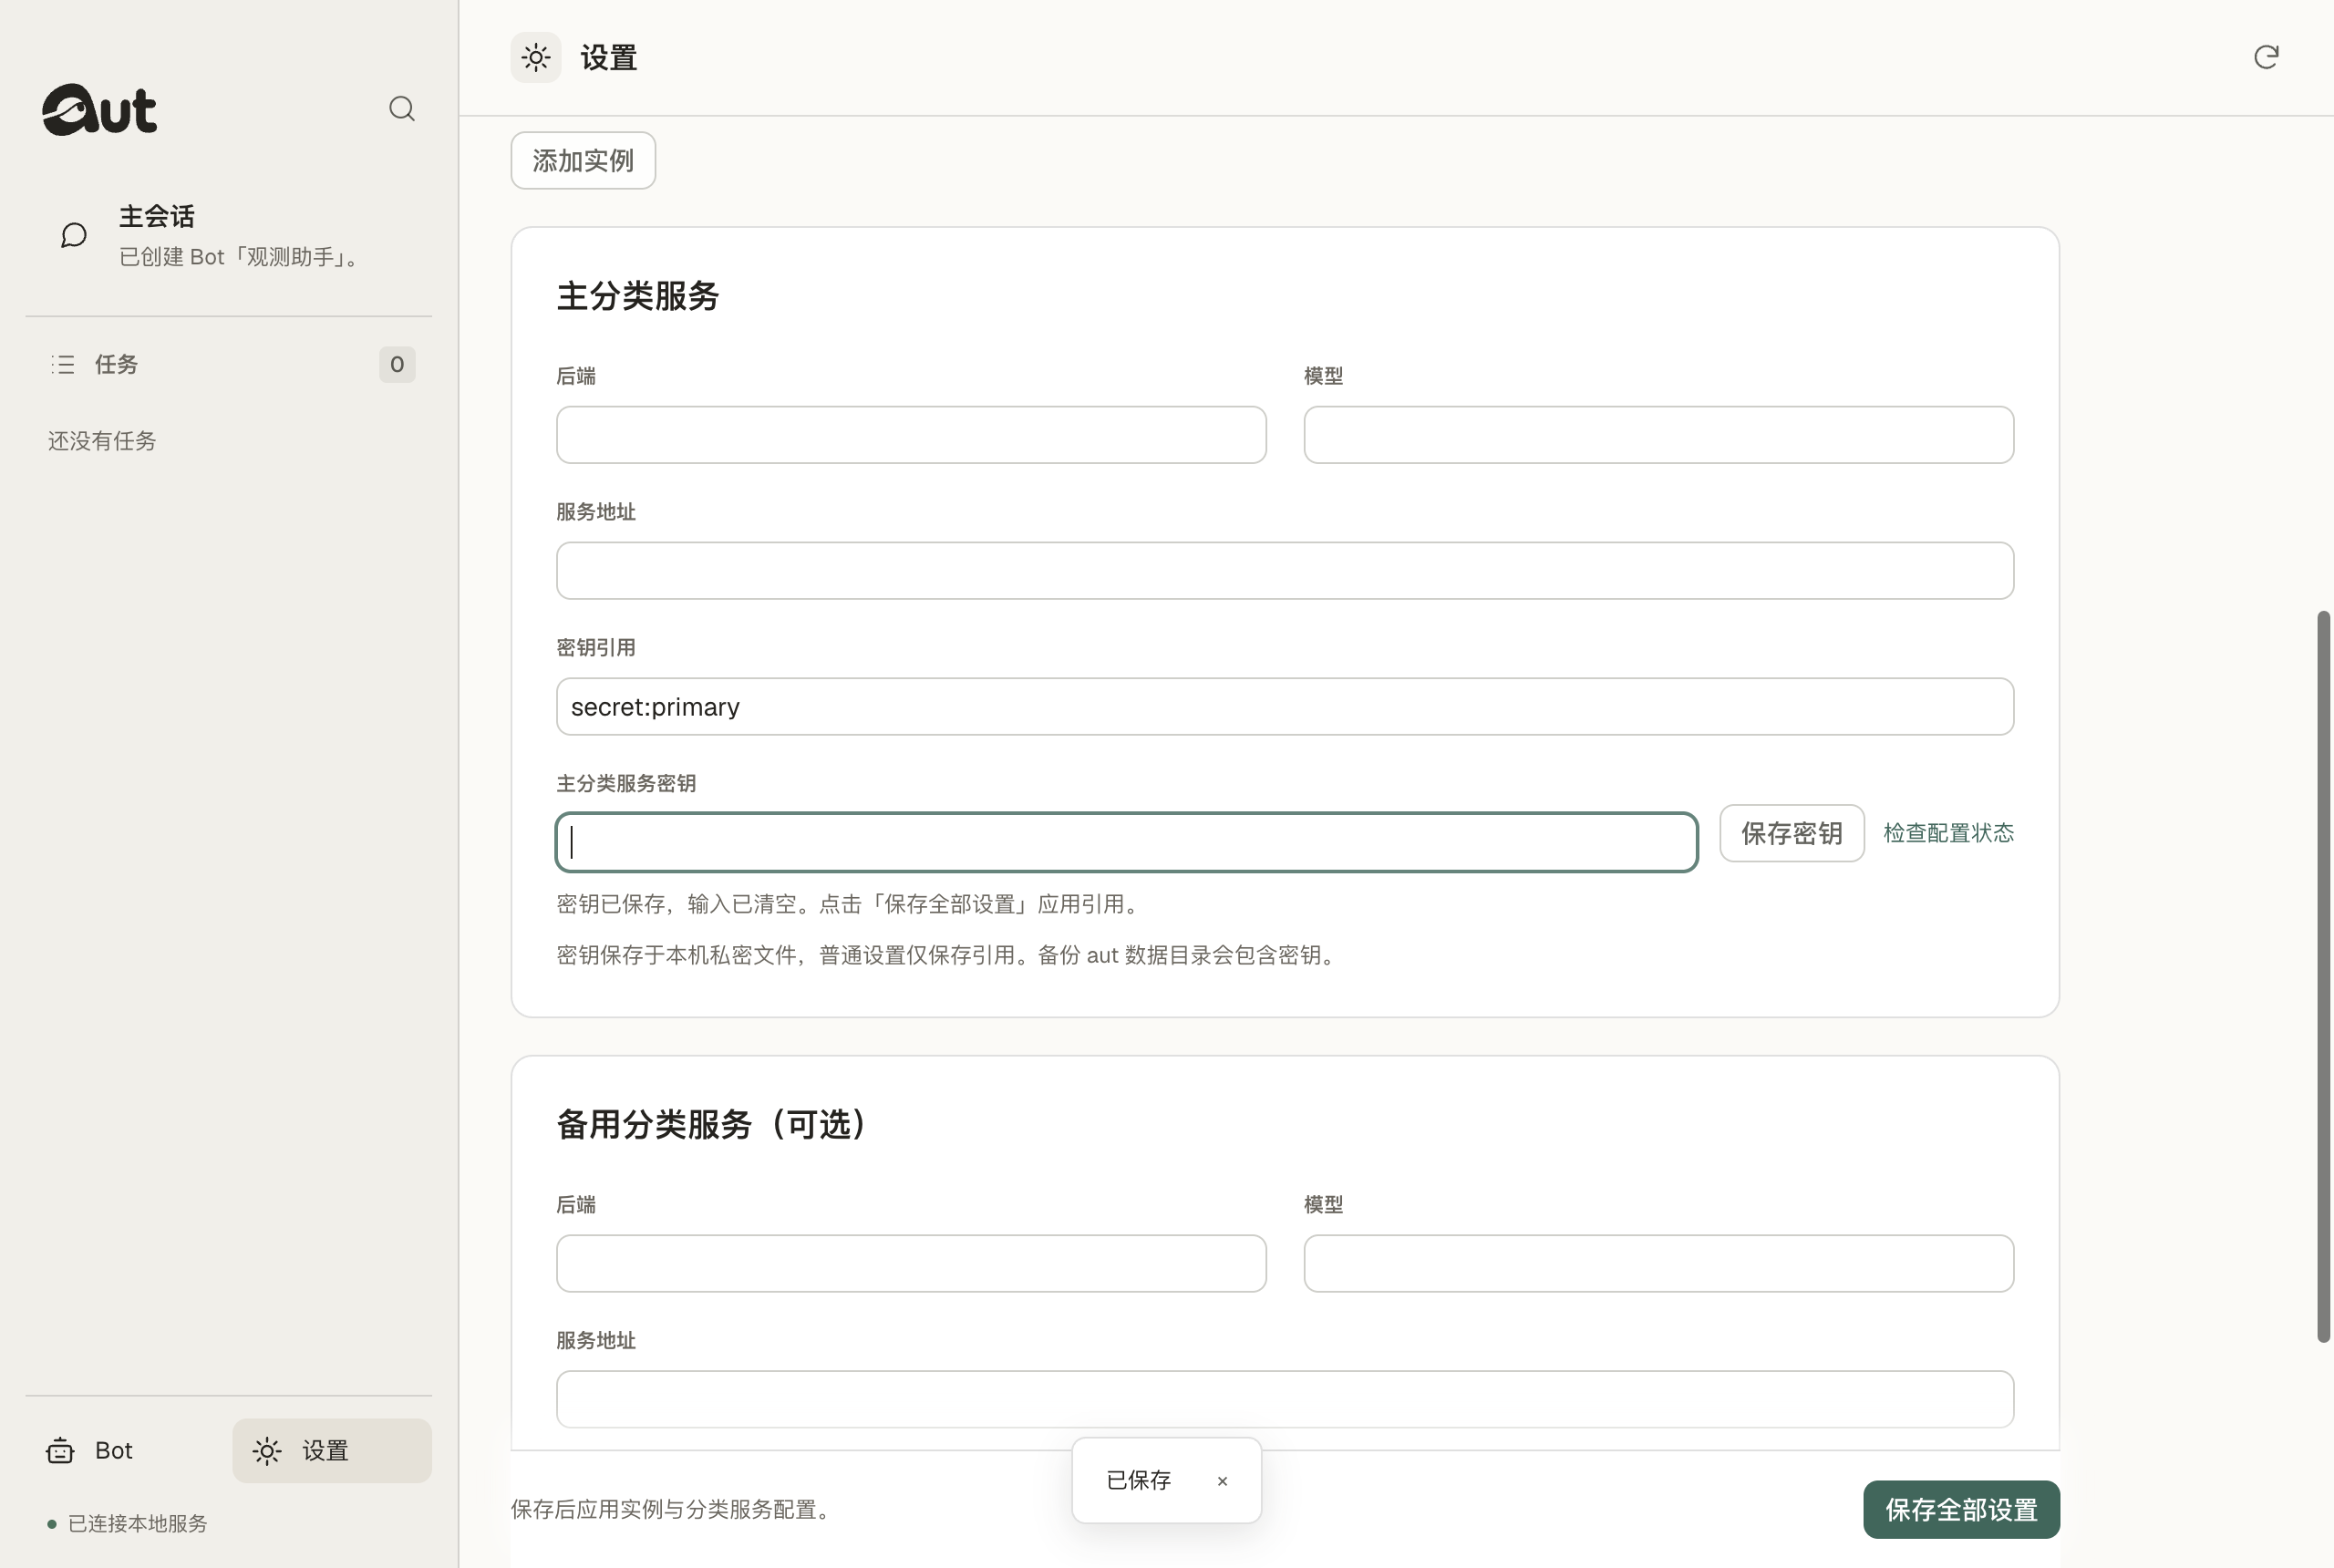 aut
主会话
已创建 Bot「观测助手」。
任务
0
还没有任务
Bot
设置
已连接本地服务
设置
添加实例
主分类服务
后端
模型
服务地址
密钥引用
secret:primary
主分类服务密钥
保存密钥
检查配置状态
密钥已保存，输入已清空。点击「保存全部设置」应用引用。
密钥保存于本机私密文件，普通设置仅保存引用。备份 aut 数据目录会包含密钥。
备用分类服务（可选）
后端
模型
服务地址
已保存
×
保存后应用实例与分类服务配置。
保存全部设置